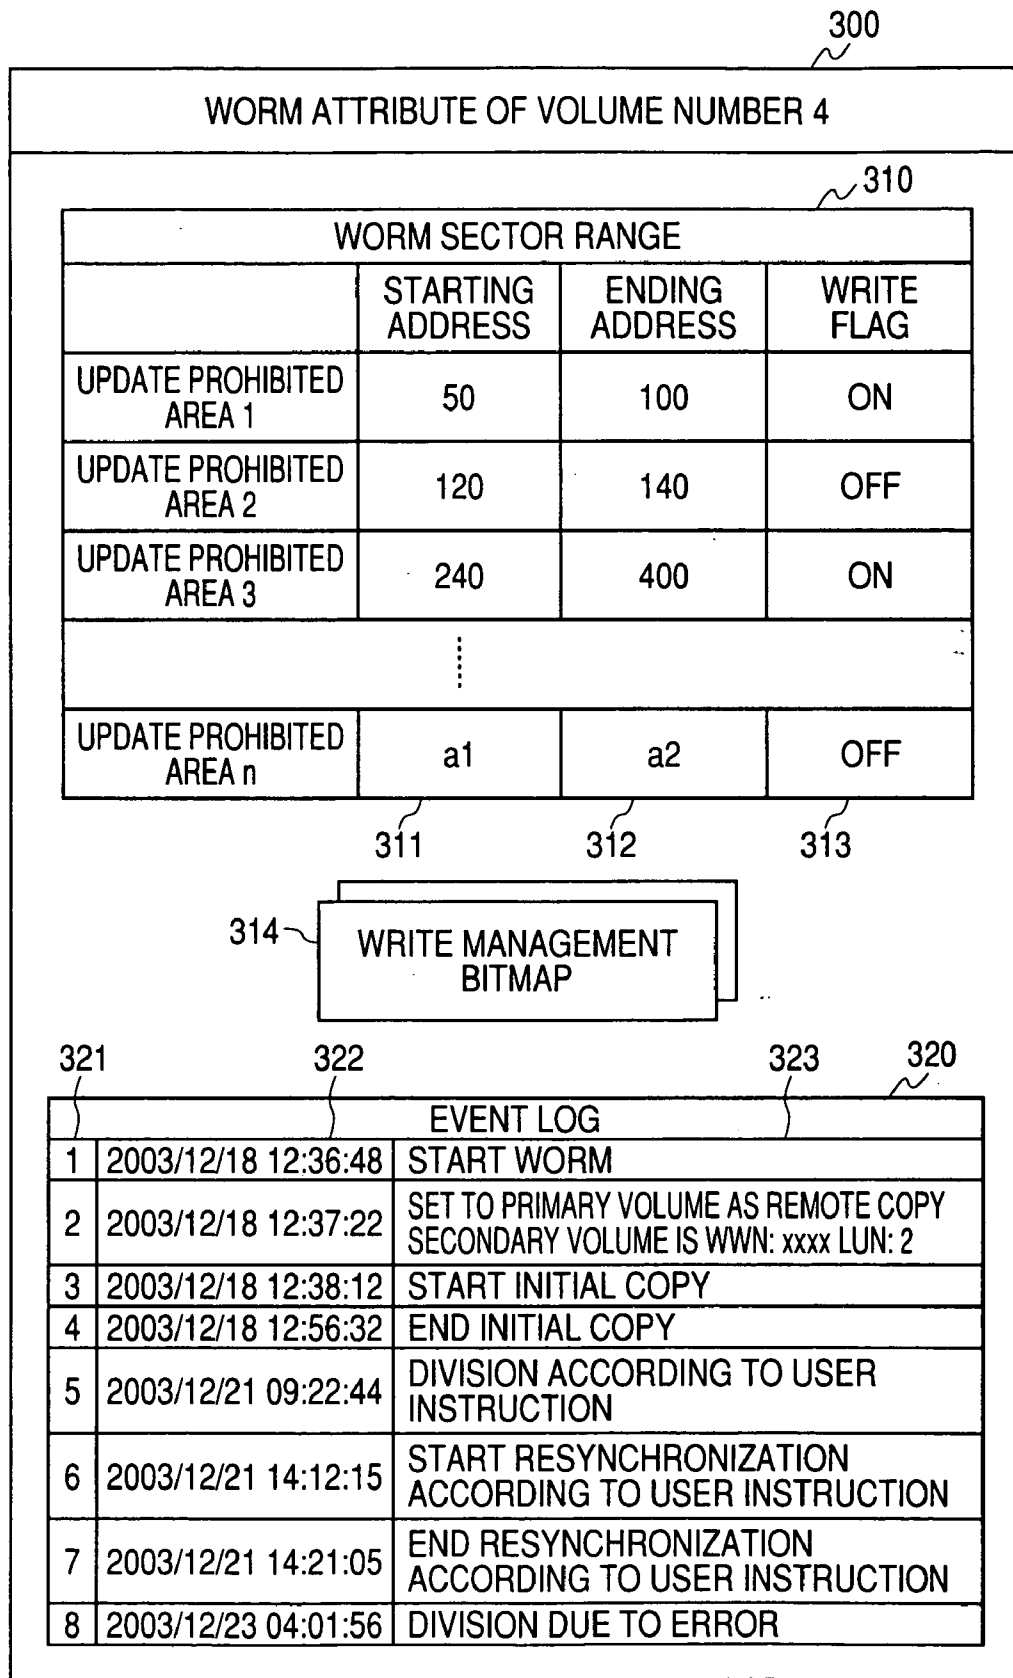 300
WORM ATTRIBUTE OF VOLUME NUMBER 4
310
WORM SECTOR RANGE
STARTING ADDRESS
ENDING ADDRESS
WRITE FLAG
UPDATE PROHIBITED AREA 1
50
100
ON
UPDATE PROHIBITED AREA 2
120
140
OFF
UPDATE PROHIBITED AREA 3
240
400
ON
UPDATE PROHIBITED AREA n
a1
a2
OFF
311
312
313
314
WRITE MANAGEMENT
BITMAP
321
322
323
320
EVENT LOG
1 2003/12/18 12:36:48 START WORM
2 2003/12/18 12:37:22 SET TO PRIMARY VOLUME AS REMOTE COPY
SECONDARY VOLUME IS WWN: xxxx LUN: 2
3 2003/12/18 12:38:12 START INITIAL COPY
4 2003/12/18 12:56:32 END INITIAL COPY
5 2003/12/21 09:22:44 DIVISION ACCORDING TO USER
INSTRUCTION
6 2003/12/21 14:12:15 START RESYNCHRONIZATION
ACCORDING TO USER INSTRUCTION
7 2003/12/21 14:21:05 END RESYNCHRONIZATION
ACCORDING TO USER INSTRUCTION
8 2003/12/23 04:01:56 DIVISION DUE TO ERROR